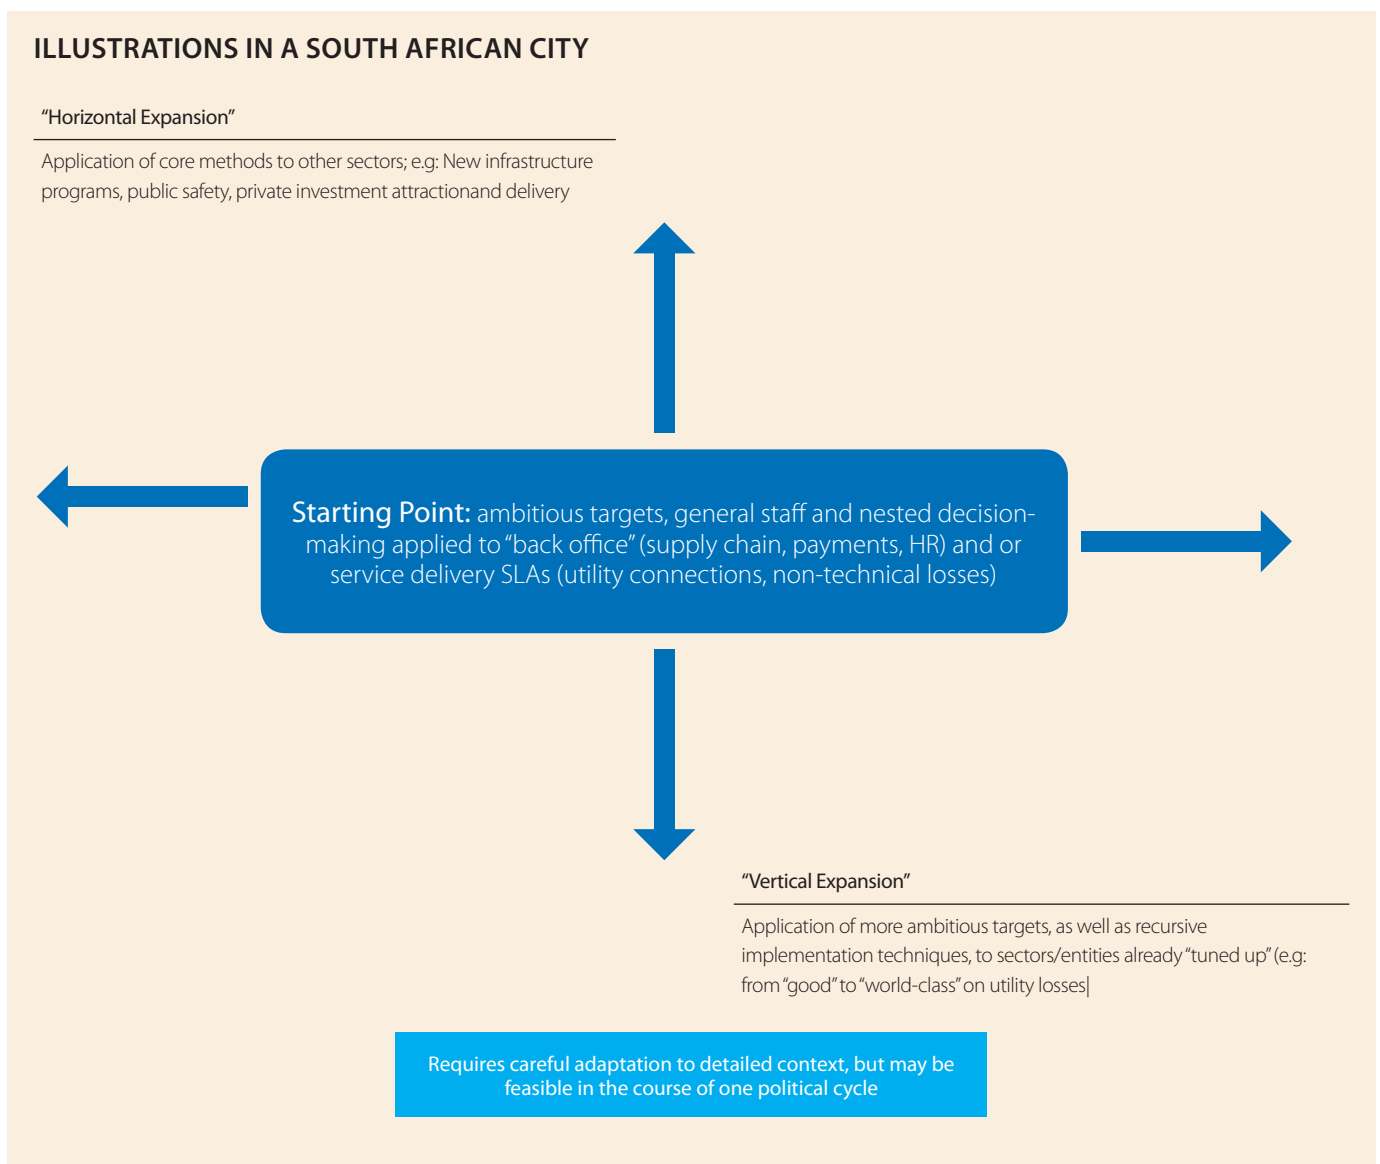 ILLUSTRATIONS IN A SOUTH AFRICAN CITY
“Horizontal Expansion”
Application of core methods to other sectors; e.g: New infrastructure
programs, public safety, private investment attractionand delivery
Starting Point: ambitious targets, general staff and nested decision-
making applied to “back office” (supply chain, payments, HR) and or
service delivery SLAs (utility connections, non-technical losses)
“Vertical Expansion”
Application of more ambitious targets, as well as recursive
implementation techniques, to sectors/entities already “tuned up” (e.g:
from “good” to “world-class” on utility losses|
Requires careful adaptation to detailed context, but may be
feasible in the course of one political cycle